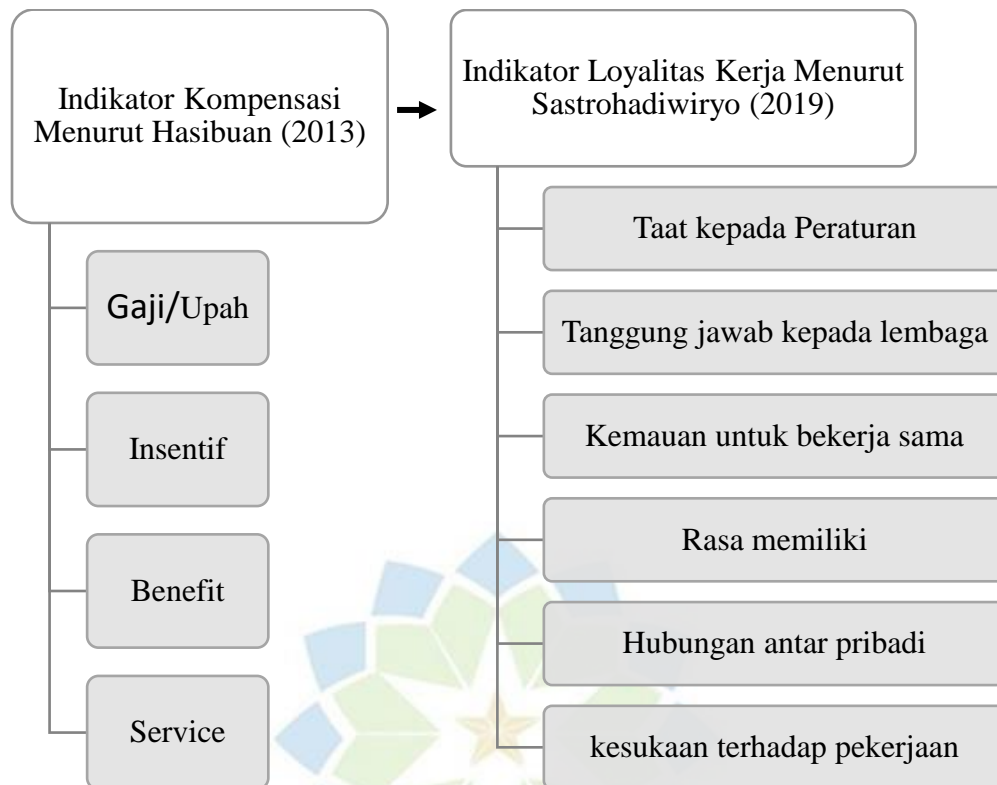 Indikator Kompensasi
Menurut Hasibuan (2013)
Gaji/Upah
Insentif
Benefit
Service
Indikator Loyalitas Kerja Menurut
Sastrohadiwiryo (2019)
Taat kepada Peraturan
Tanggung jawab kepada lembaga
Kemauan untuk bekerja sama
Rasa memiliki
Hubungan antar pribadi
kesukaan terhadap pekerjaan